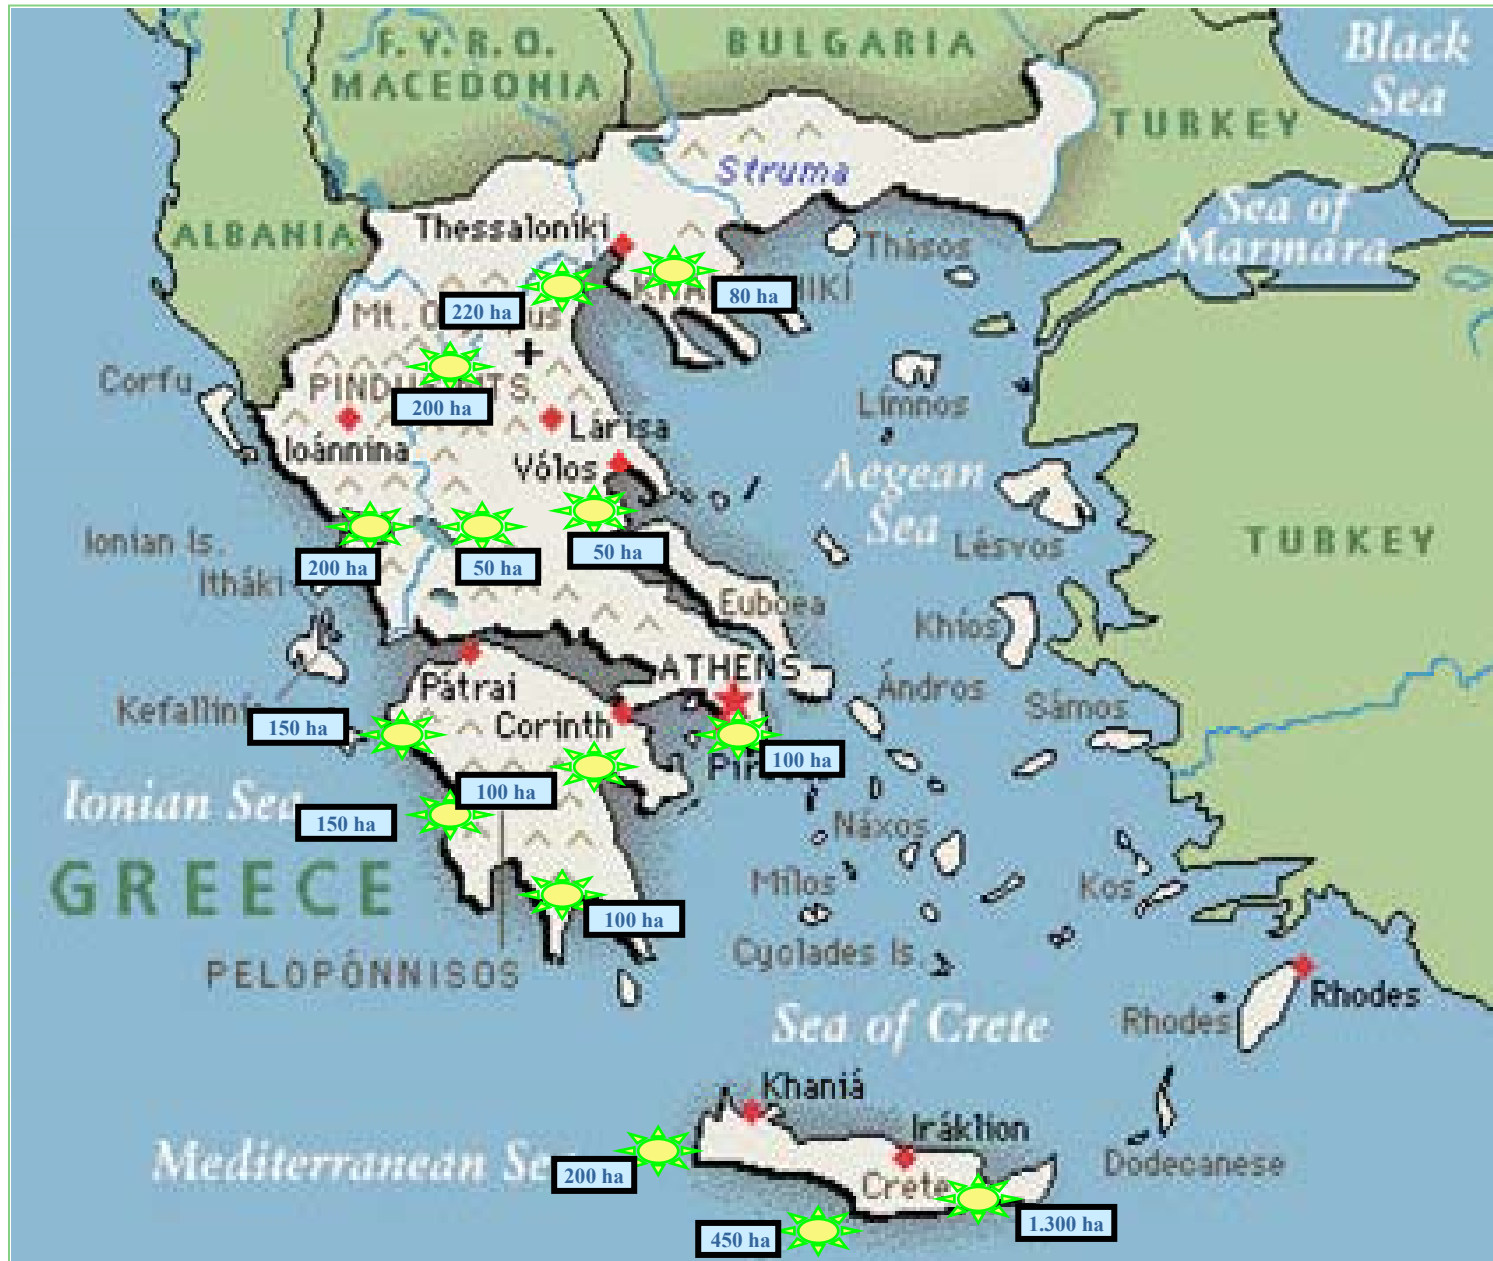 F. Y. R. O.
MACEDONIA
BULGARIA
Black
Sea
TURKEY
Struma
ALBANIA
Thessaloníki
Thásos
Sea of
Marmara
220 ha
80 ha
Mt.
Corfu
200 ha
Límnos
Ioánnina
Lárisa
Vólos
Aegean
Sea
Lésvos
TURKEY
Ionian Is.
200 ha
50 ha
50 ha
Itháki
Euboea
Khíos
ATHENS
Pátrai
Ándros
Sámos
150 ha
Corinth
100 ha
100 ha
Ionian Sea
150 ha
Náxos
GREECE
Mílos
Kos
100 ha
PELOPÓNNISOS
Cyclades Is.
Rhodes
Rhodes
Sea of Crete
Khaniá
Iráklion
Mediterranean
200 ha
Crete
Dodecanese
1.300 ha
450 ha